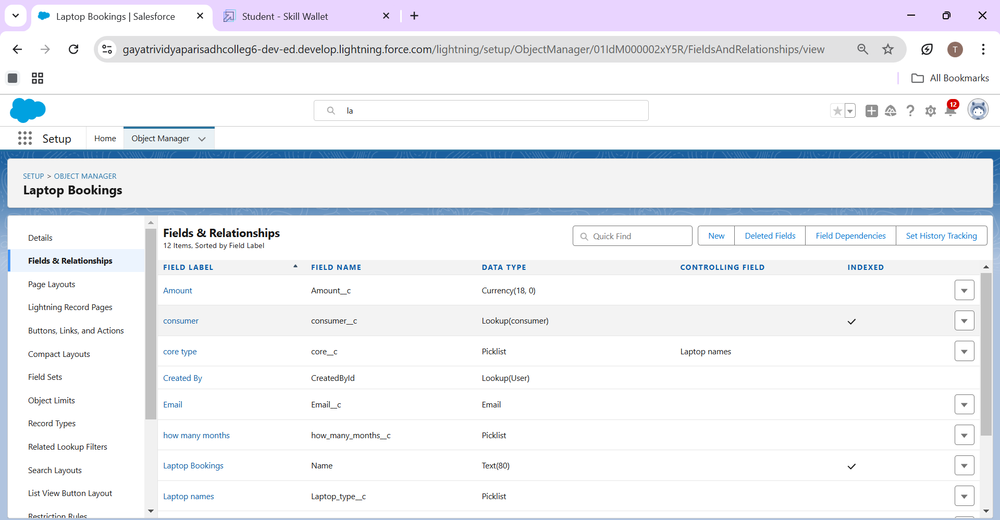 Laptop Bookings | Salesforce
Student - Skill Wallet
gayatrividyaparisadhcolleg6-dev-ed.develop.lightning.force.com/lightning/setup/ObjectManager/01IdM000002xY5R/FieldsAndRelationships/view
T
All Bookmarks
la
12
Setup
Home
Object Manager
SETUP > OBJECT MANAGER
Laptop Bookings
Details
Fields & Relationships
Page Layouts
Lightning Record Pages
Buttons, Links, and Actions
Compact Layouts
Field Sets
Object Limits
Record Types
Related Lookup Filters
Search Layouts
List View Button Layout
Restriction Rules
Fields & Relationships
12 Items, Sorted by Field Label
Quick Find
New
Deleted Fields
Field Dependencies
Set History Tracking
FIELD LABEL FIELD NAME DATA TYPE CONTROLLING FIELD INDEXED
Amount Amount__c Currency(18, 0)
consumer consumer__c Lookup(consumer)
core type core__c Picklist Laptop names
Created By CreatedById Lookup(User)
Email Email__c Email
how many months how_many_months__c Picklist
Laptop Bookings Name Text(80)
Laptop names Laptop_type__c Picklist